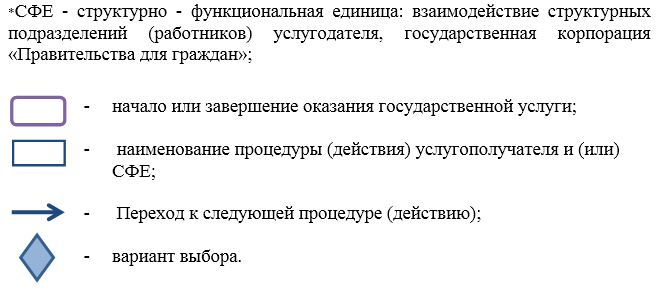 *СФЕ - структурно - функциональная единица: взаимодействие структурных
подразделений (работников) услугодателя, государственная корпорация
«Правительства для граждан»;
- начало или завершение оказания государственной услуги;
- наименование процедуры (действия) услугополучателя и (или)
СФЕ;
- Переход к следующей процедуре (действию);
- вариант выбора.